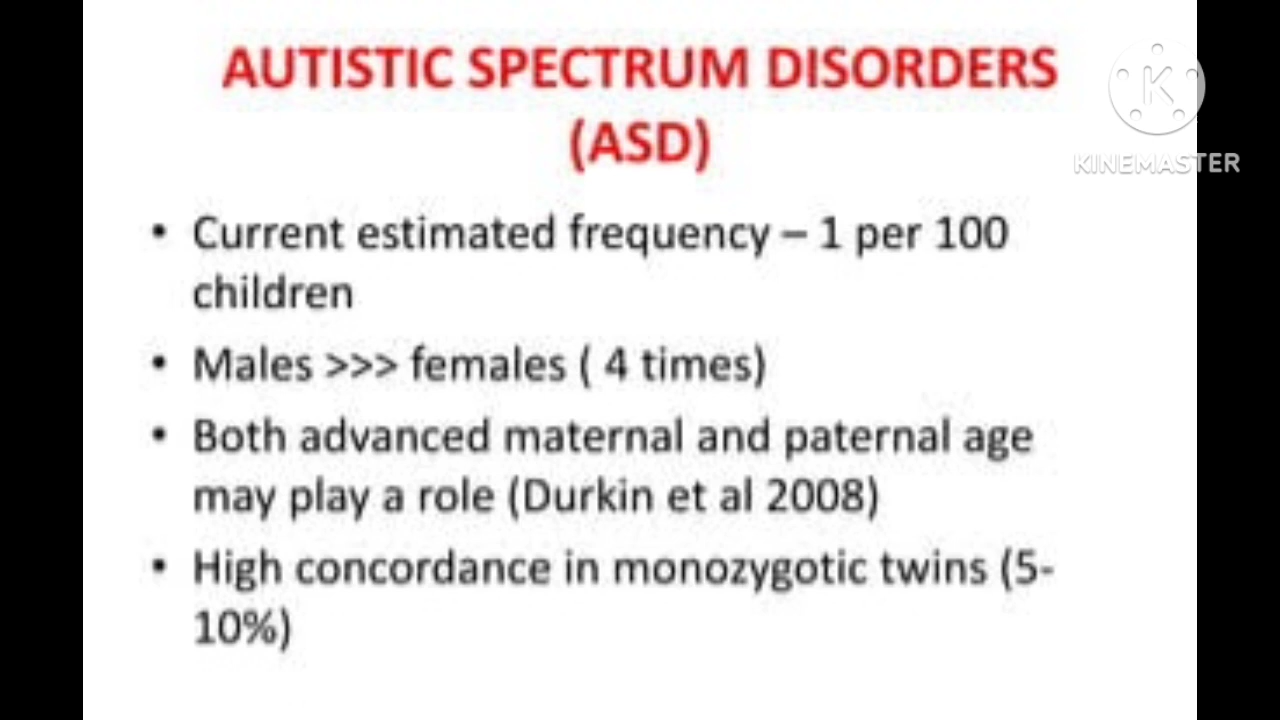 AUTISTIC SPECTRUM DISORDERS
(ASD)
K
KINEMASTER
• Current estimated frequency – 1 per 100
children
• Males >>> females ( 4 times)
• Both advanced maternal and paternal age
may play a role (Durkin et al 2008)
• High concordance in monozygotic twins (5-
10%)